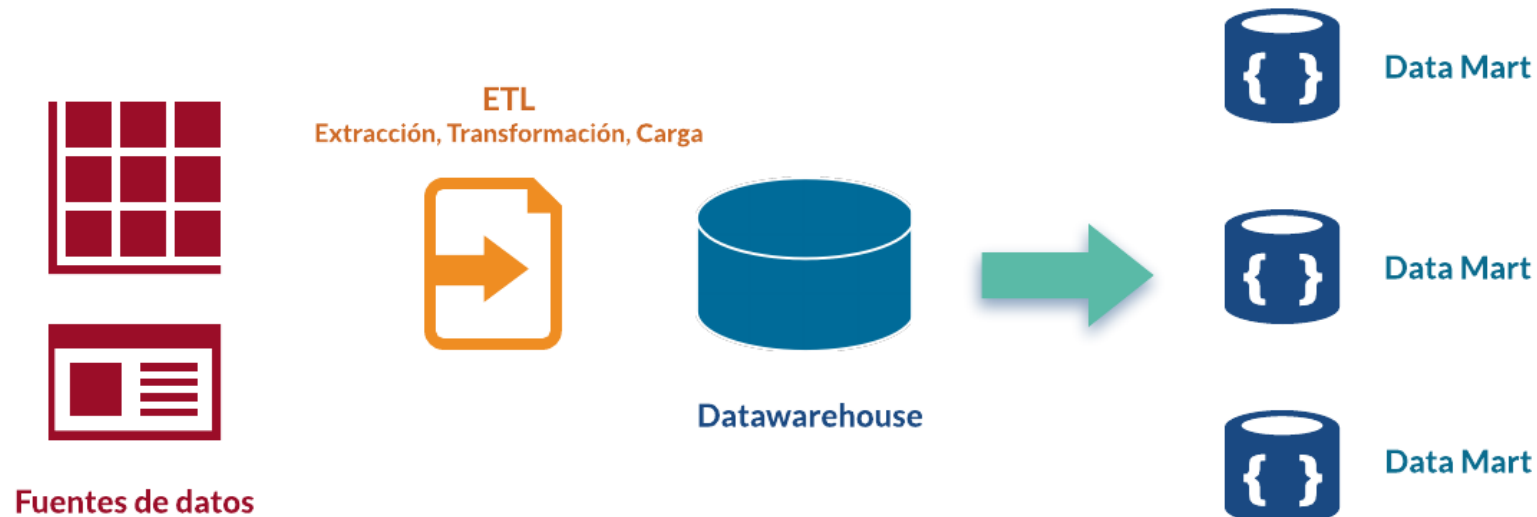 ETL
Extracción, Transformación, Carga
Fuentes de datos
Datawarehouse
{ } Data Mart
{ } Data Mart
{ } Data Mart